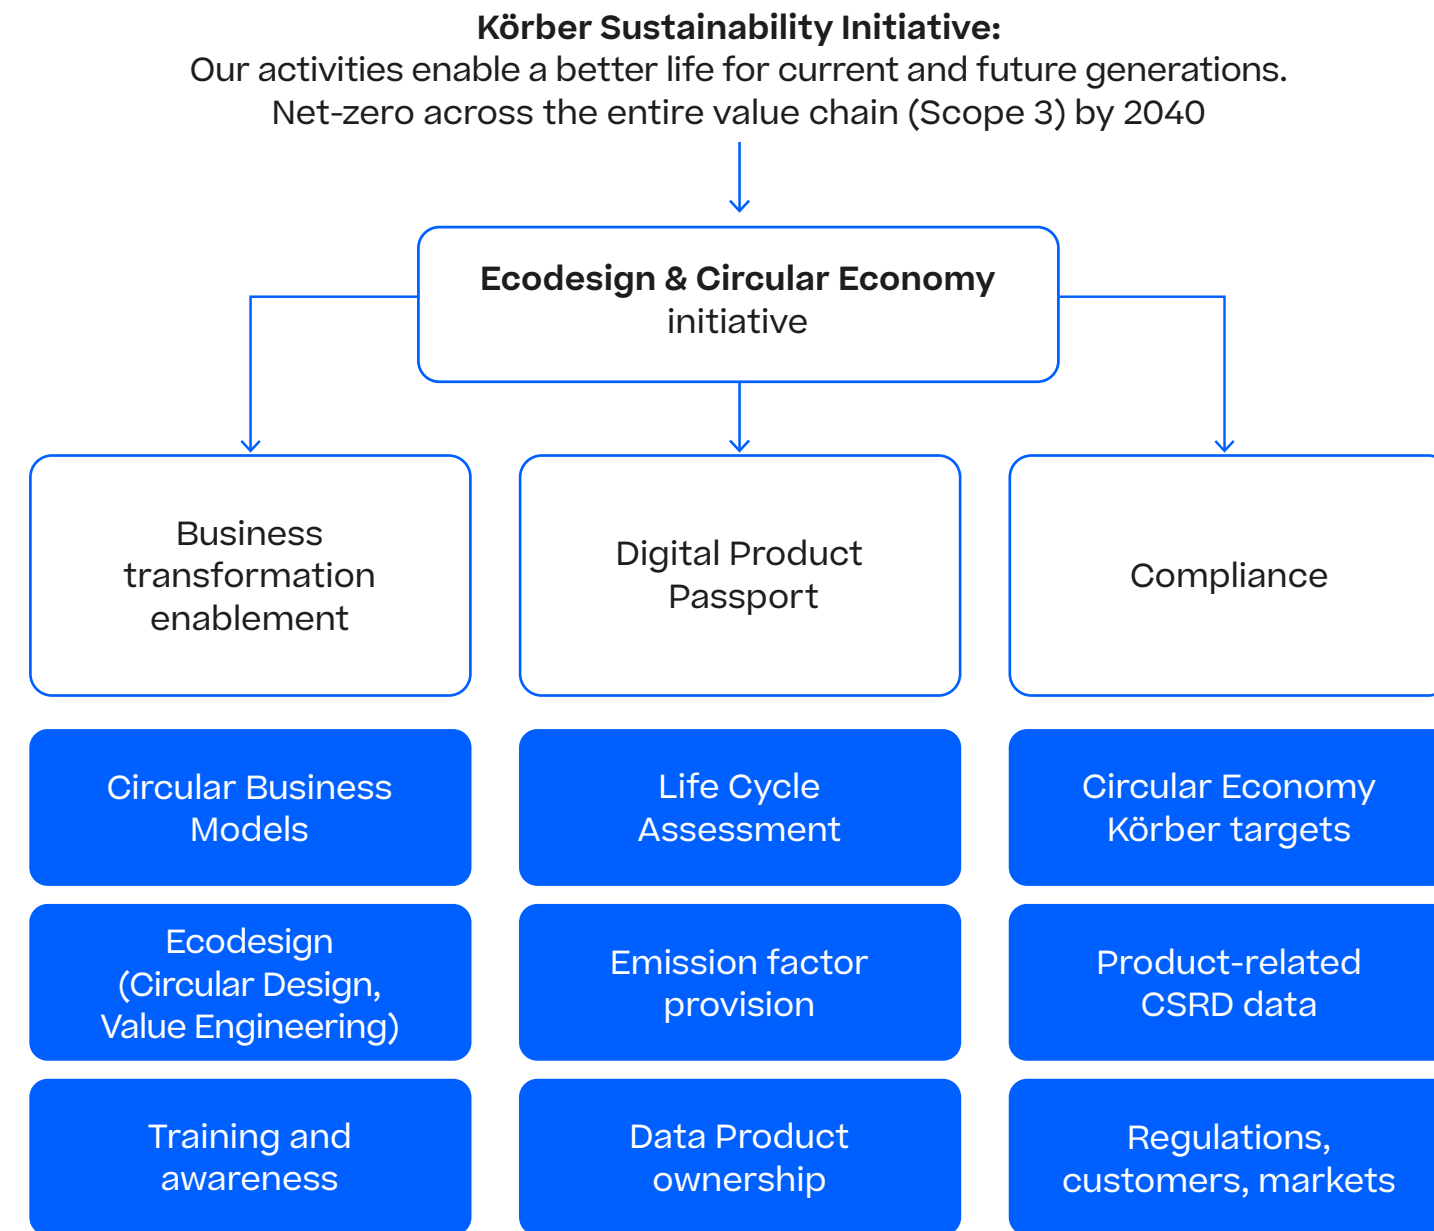 Körber Sustainability Initiative:
Our activities enable a better life for current and future generations.
Net-zero across the entire value chain (Scope 3) by 2040
Ecodesign & Circular Economy
initiative
Business
transformation
enablement
Digital Product
Passport
Compliance
Circular Business
Models
Life Cycle
Assessment
Circular Economy
Körber targets
Ecodesign
(Circular Design,
Value Engineering)
Emission factor
provision
Product-related
CSRD data
Training and
awareness
Data Product
ownership
Regulations,
customers, markets